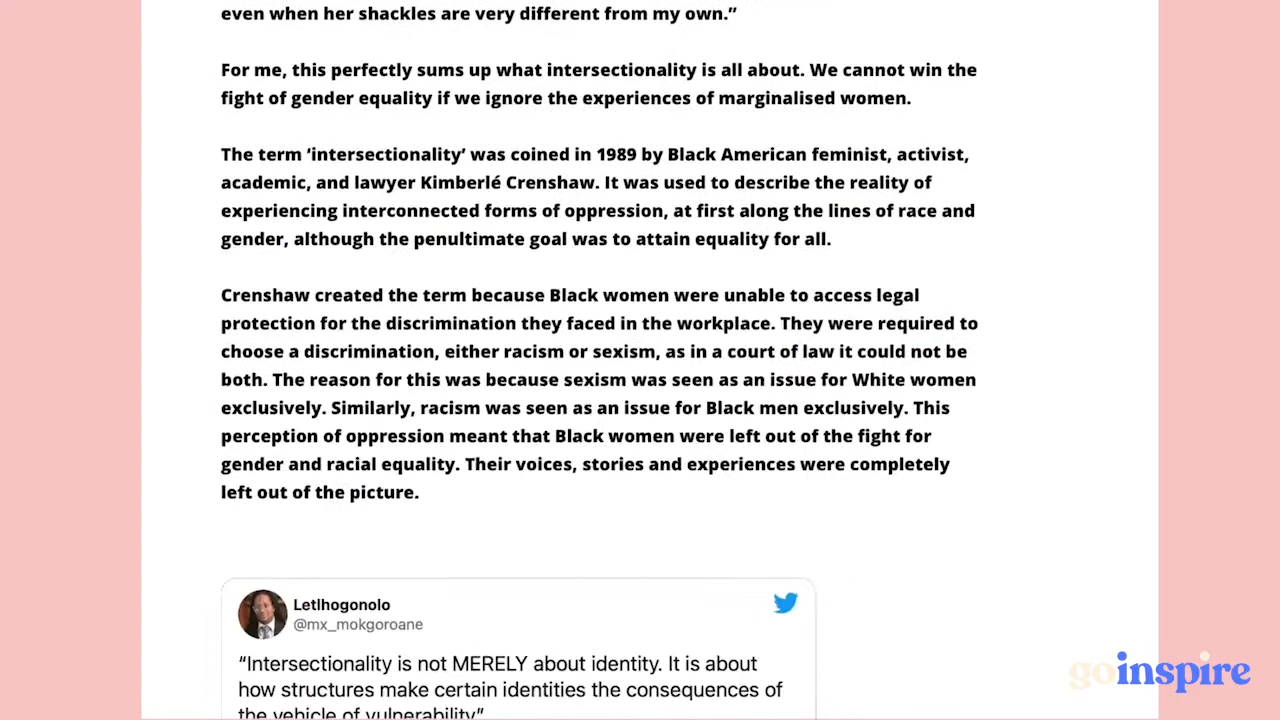 even when her shackles are very different from my own.”
For me, this perfectly sums up what intersectionality is all about. We cannot win the
fight of gender equality if we ignore the experiences of marginalised women.
The term ‘intersectionality’ was coined in 1989 by Black American feminist, activist,
academic, and lawyer Kimberlé Crenshaw. It was used to describe the reality of
experiencing interconnected forms of oppression, at first along the lines of race and
gender, although the penultimate goal was to attain equality for all.
Crenshaw created the term because Black women were unable to access legal
protection for the discrimination they faced in the workplace. They were required to
choose a discrimination, either racism or sexism, as in a court of law it could not be
both. The reason for this was because sexism was seen as an issue for White women
exclusively. Similarly, racism was seen as an issue for Black men exclusively. This
perception of oppression meant that Black women were left out of the fight for
gender and racial equality. Their voices, stories and experiences were completely
left out of the picture.
Letlhogonolo
@mx_mokgoroane
“Intersectionality is not MERELY about identity. It is about
how structures make certain identities the consequences of
the vehicle of vulnerability”
goinspire